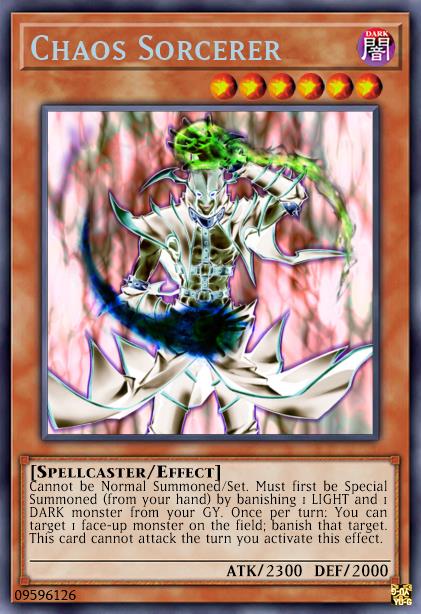 Chaos Sorcerer
DARK
闇
[Spellcaster/Effect]
Cannot be Normal Summoned/Set. Must first be Special
Summoned (from your hand) by banishing 1 LIGHT and 1
DARK monster from your GY. Once per turn: You can
target 1 face-up monster on the field; banish that target.
This card cannot attack the turn you activate this effect.
ATK/2300 DEF/2000
09596126